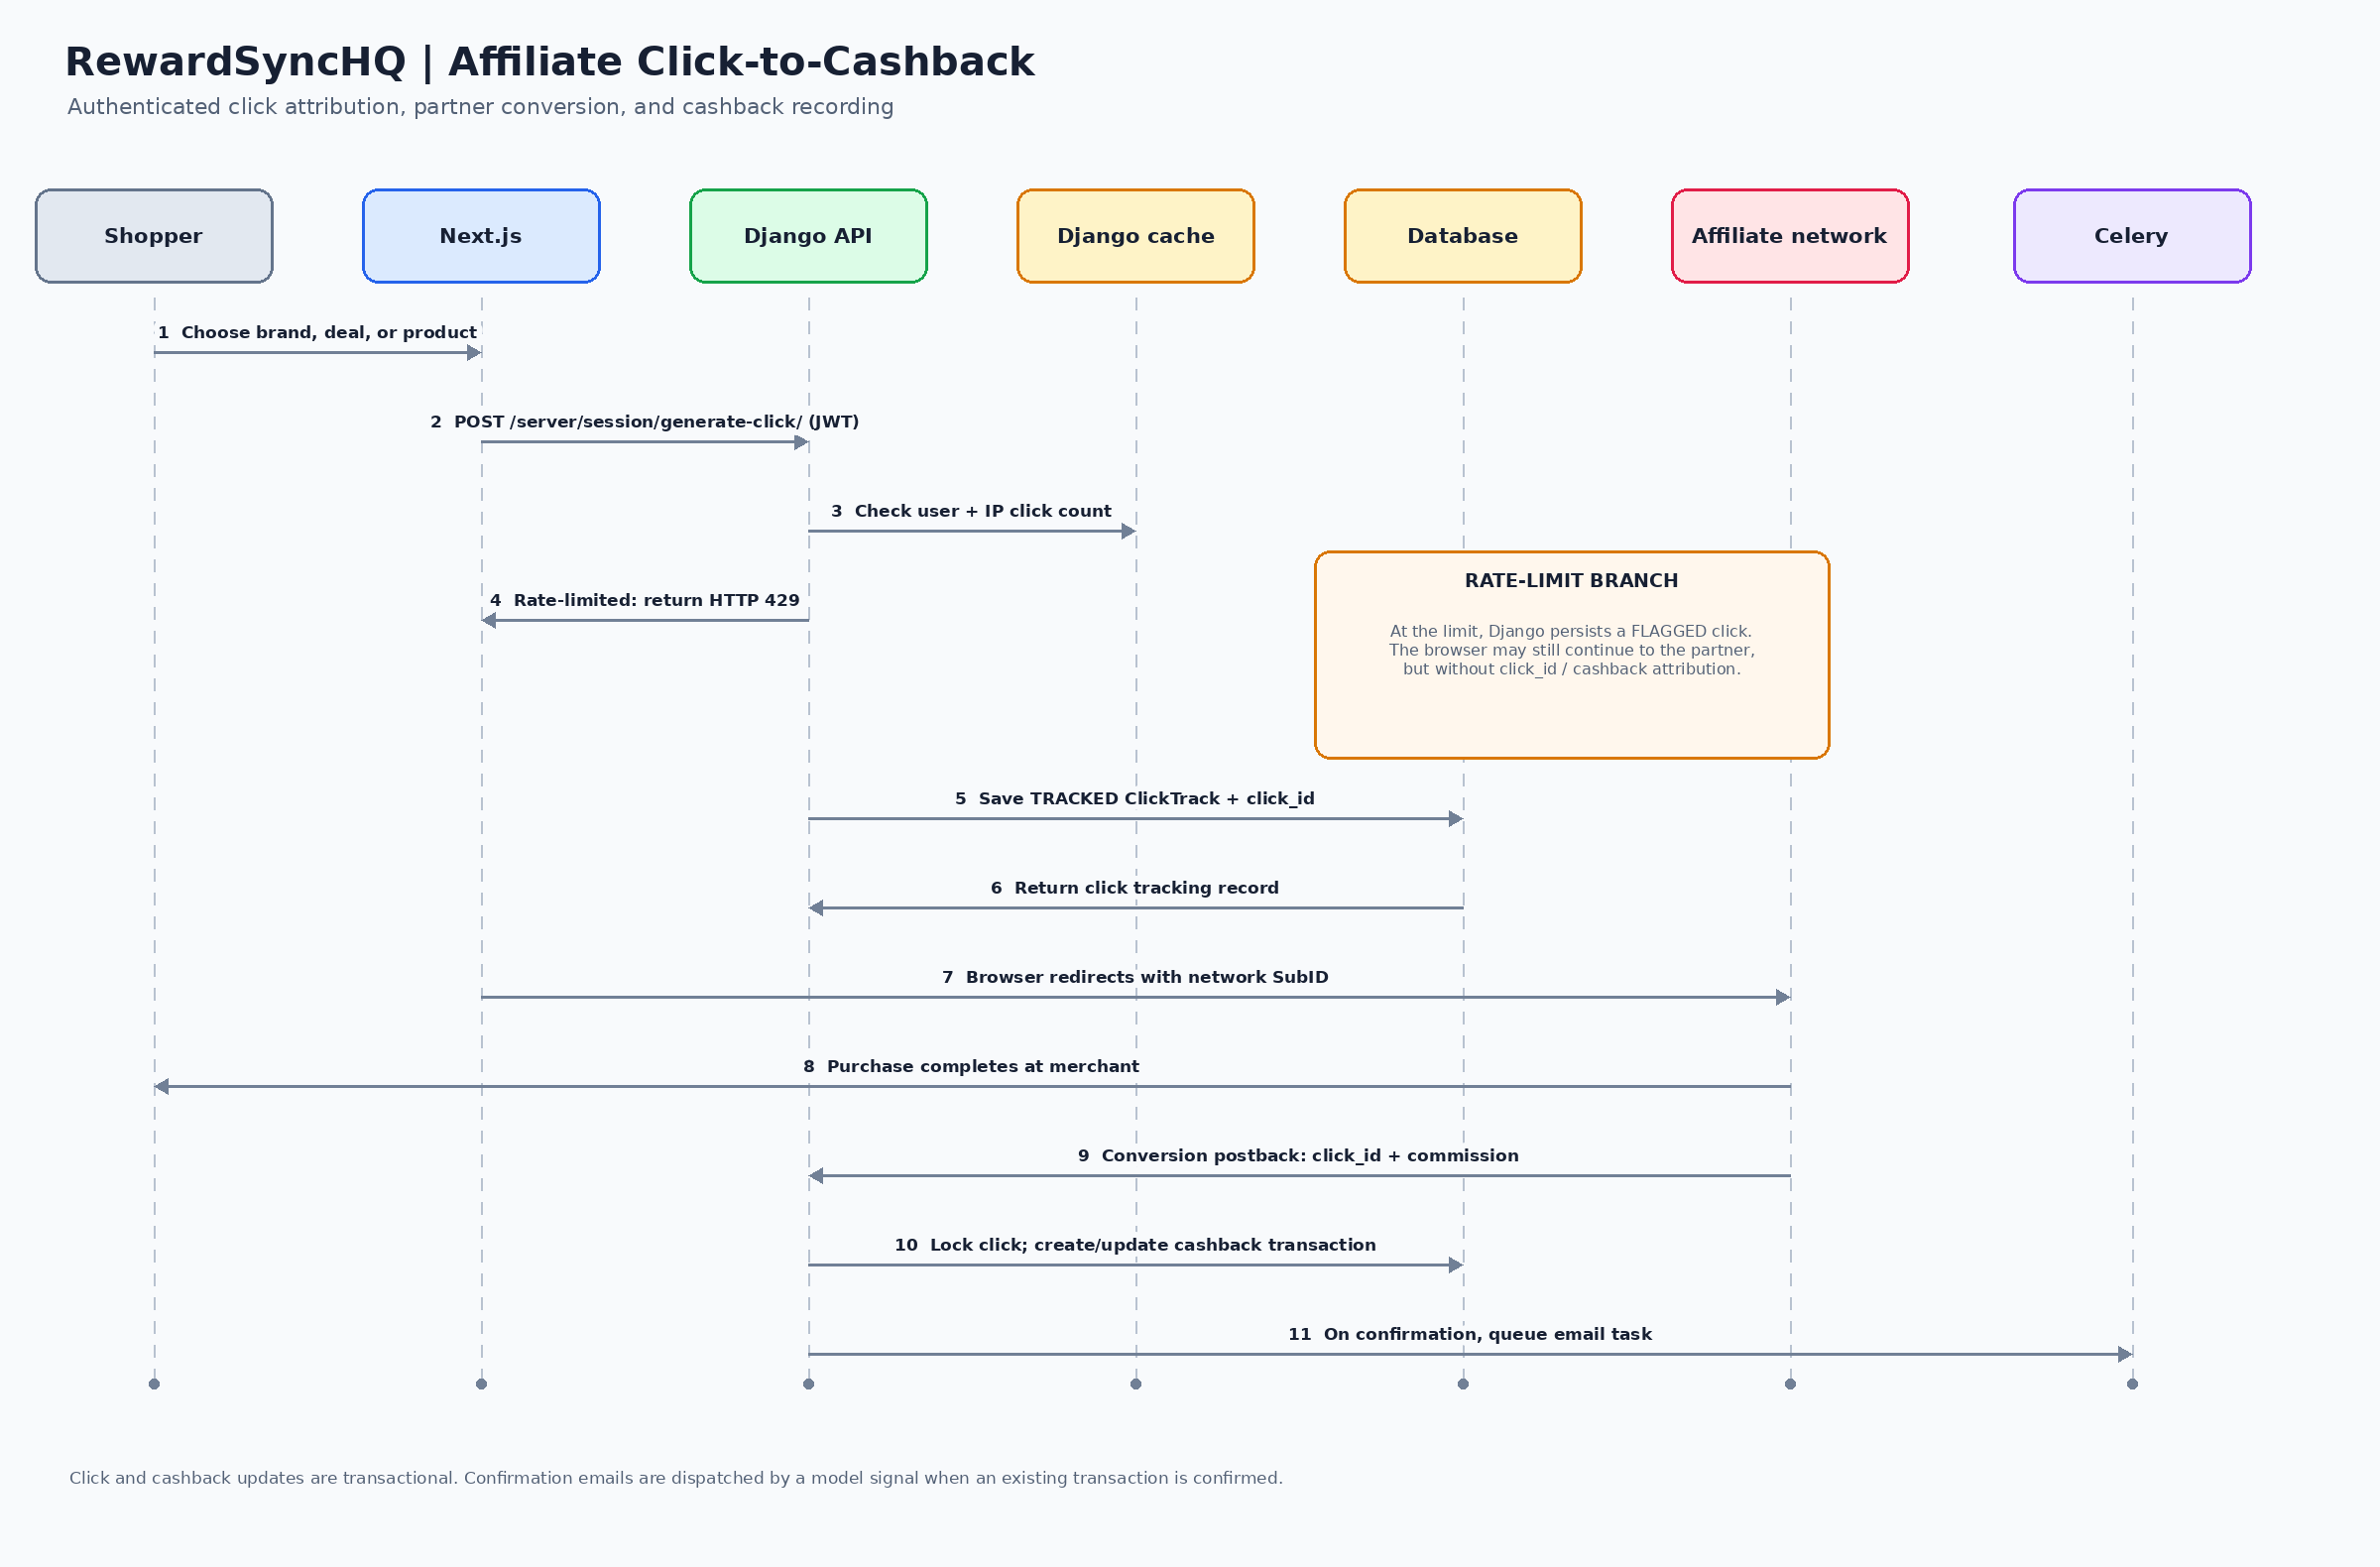 RewardSyncHQ | Affiliate Click-to-Cashback
Authenticated click attribution, partner conversion, and cashback recording
Shopper
Next.js
Django API
Django cache
Database
Affiliate network
Celery
1 Choose brand, deal, or product
2 POST /server/session/generate-click/ (JWT)
3 Check user + IP click count
RATE-LIMIT BRANCH
4 Rate-limited: return HTTP 429
At the limit, Django persists a FLAGGED click.
The browser may still continue to the partner,
but without click_id / cashback attribution.
5 Save TRACKED ClickTrack + click_id
6 Return click tracking record
7 Browser redirects with network SubID
8 Purchase completes at merchant
9 Conversion postback: click_id + commission
10 Lock click; create/update cashback transaction
11 On confirmation, queue email task
Click and cashback updates are transactional. Confirmation emails are dispatched by a model signal when an existing transaction is confirmed.